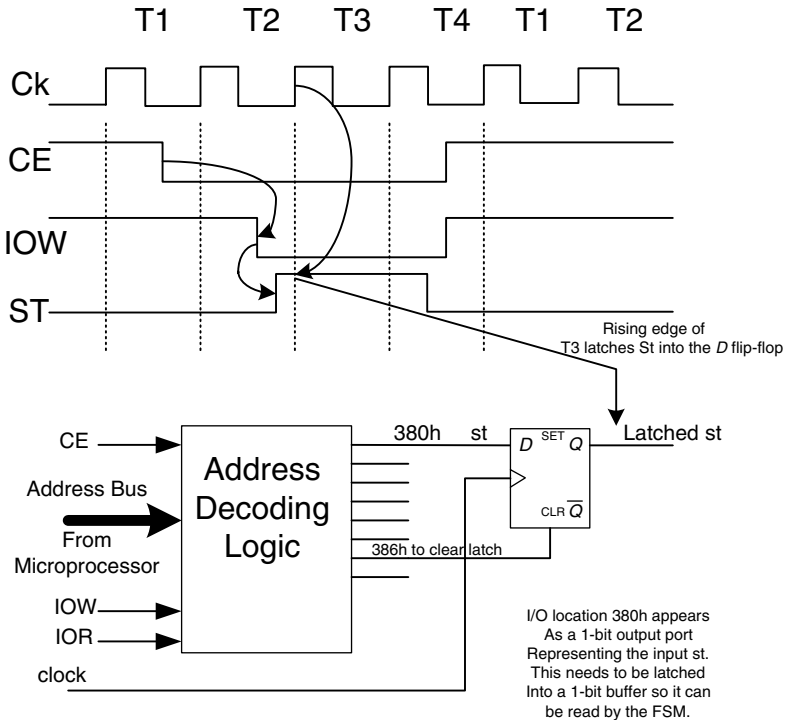 T1 T2 T3 T4 T1 T2
Ck
CE
IOW
ST
Rising edge of
T3 latches St into the D flip-flop
CE
Address Bus
From
Microprocessor
IOW
IOR
clock
Address
Decoding
Logic
380h st
386h to clear latch
D SET Q
CLR Q
Latched st
I/O location 380h appears
As a 1-bit output port
Representing the input st.
This needs to be latched
Into a 1-bit buffer so it can
be read by the FSM.